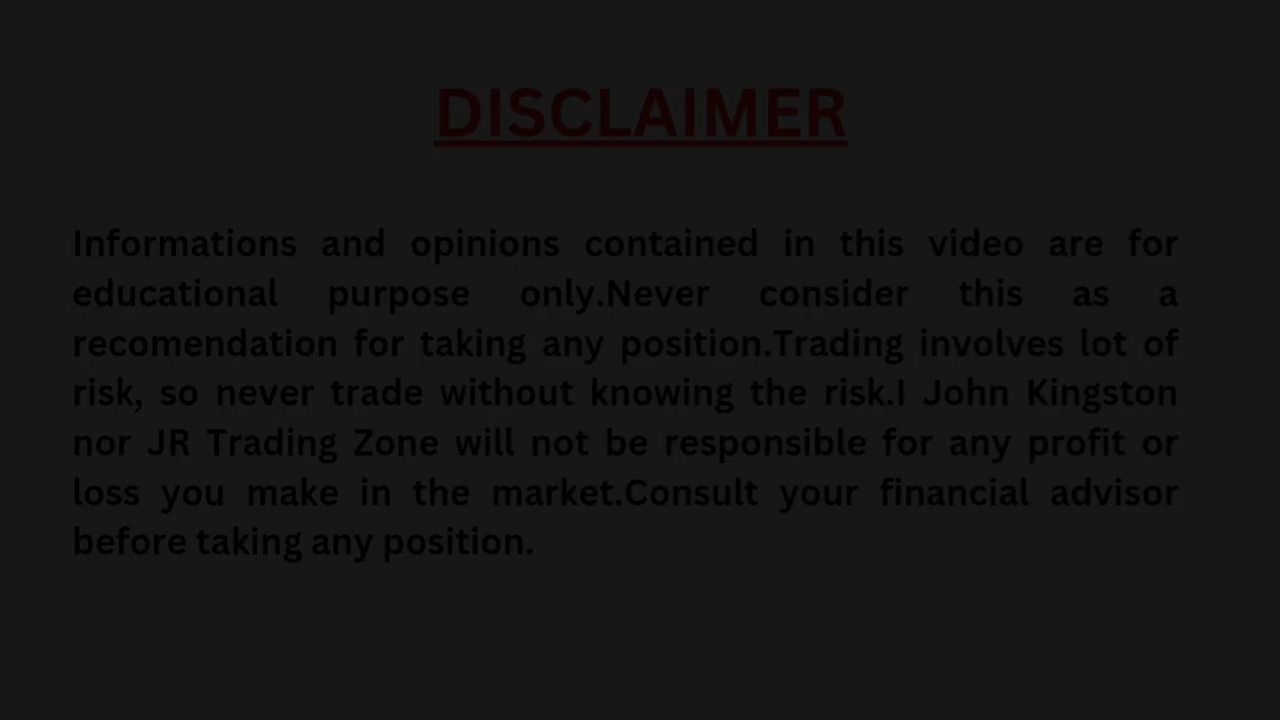 DISCLAIMER
Informations and opinions contained in this video are for
educational purpose only.Never consider this as a
recomendation for taking any position.Trading involves lot of
risk, so never trade without knowing the risk.I John Kingston
nor JR Trading Zone will not be responsible for any profit or
loss you make in the market.Consult your financial advisor
before taking any position.